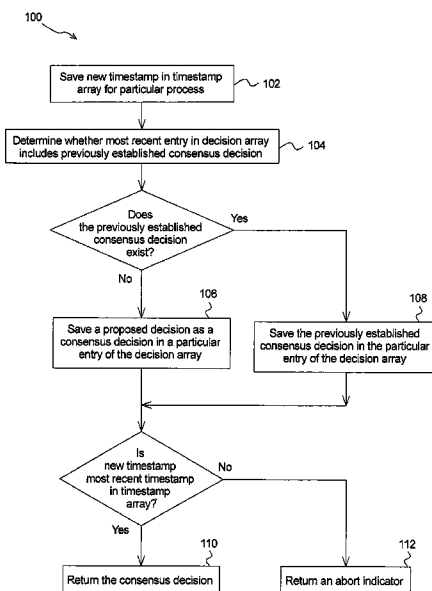 100
Save new timestamp in timestamp
array for particular process
102
Determine whether most recent entry in decision array
includes previously established consensus decision
104
Does
the previously established
consensus decision
exist?
Yes
No
106
Save a proposed decision as a
consensus decision in a particular
entry of the decision array
108
Save the previously established
consensus decision in the particular
entry of the decision array
Is
new timestamp
most recent timestamp
in timestamp
array?
No
Yes
110
Return the consensus decision
112
Return an abort indicator